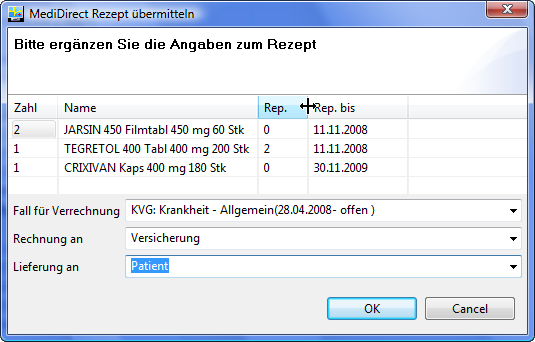 MediDirect Rezept übermitteln
Bitte ergänzen Sie die Angaben zum Rezept
Zahl Name Rep. Rep. bis
2 JARSIN 450 Filmtabl 450 mg 60 Stk 0 11.11.2008
1 TEGRETOL 400 Tabl 400 mg 200 Stk 2 11.11.2008
1 CRIXIVAN Kaps 400 mg 180 Stk 0 30.11.2009
Fall für Verrechnung KVG: Krankheit - Allgemein(28.04.2008- offen )
Rechnung an Versicherung
Lieferung an Patient
OK Cancel